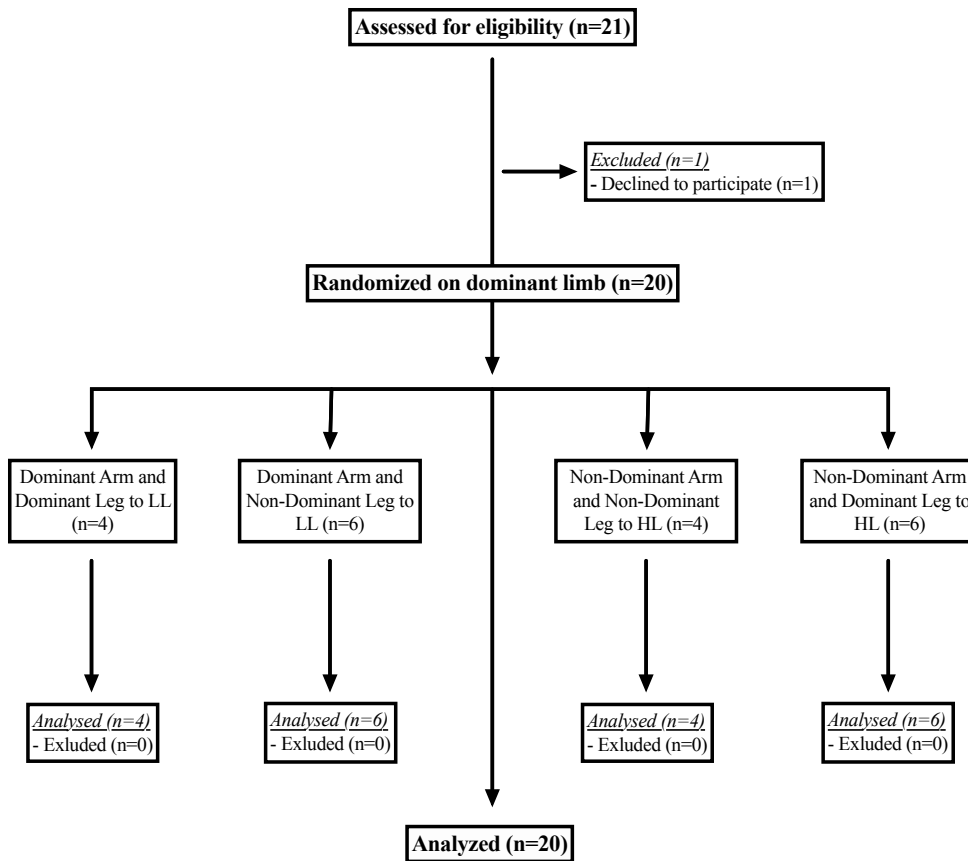 Assessed for eligibility (n=21)
Excluded (n=1)
- Declined to participate (n=1)
Randomized on dominant limb (n=20)
Dominant Arm and
Dominant Leg to LL
(n=4)
Dominant Arm and
Non-Dominant Leg to
LL (n=6)
Non-Dominant Arm
and Non-Dominant
Leg to HL (n=4)
Non-Dominant Arm
and Dominant Leg to
HL (n=6)
Analysed (n=4)
- Exluded (n=0)
Analysed (n=6)
- Exluded (n=0)
Analysed (n=4)
- Exluded (n=0)
Analysed (n=6)
- Exluded (n=0)
Analyzed (n=20)